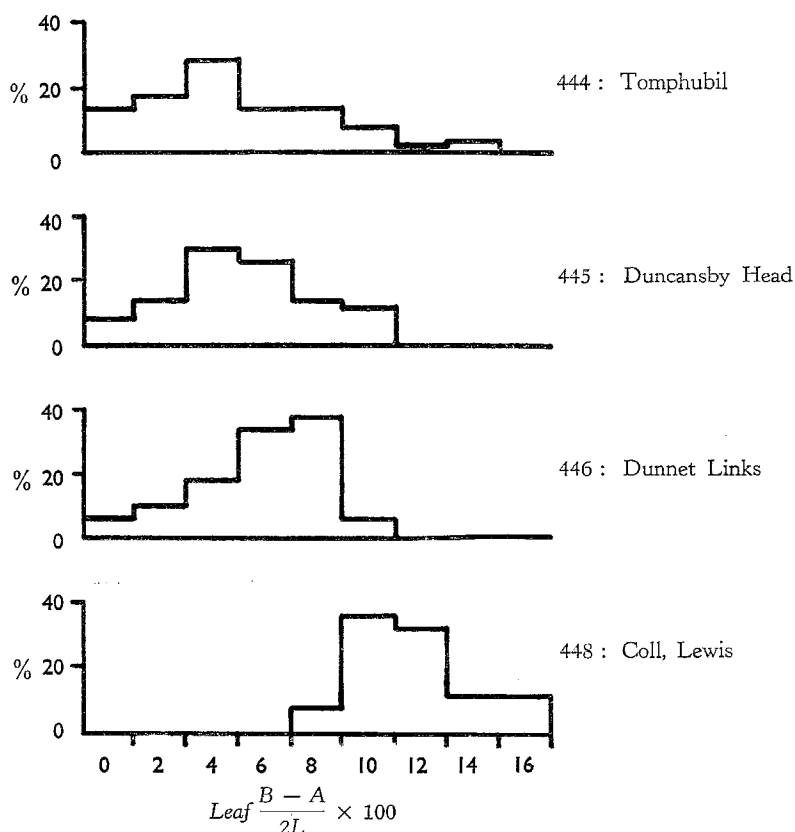 40
% 20
0
444 : Tomphubil
40
% 20
0
445 : Duncansby Head
40
% 20
0
446 : Dunnet Links
40
% 20
0
448 : Coll, Lewis
0 2 4 6 8 10 12 14 16
Leaf B — A / 2L × 100